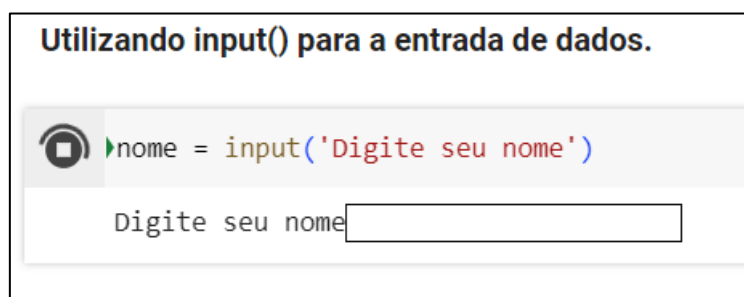 Utilizando input() para a entrada de dados.
nome = input('Digite seu nome')
Digite seu nome